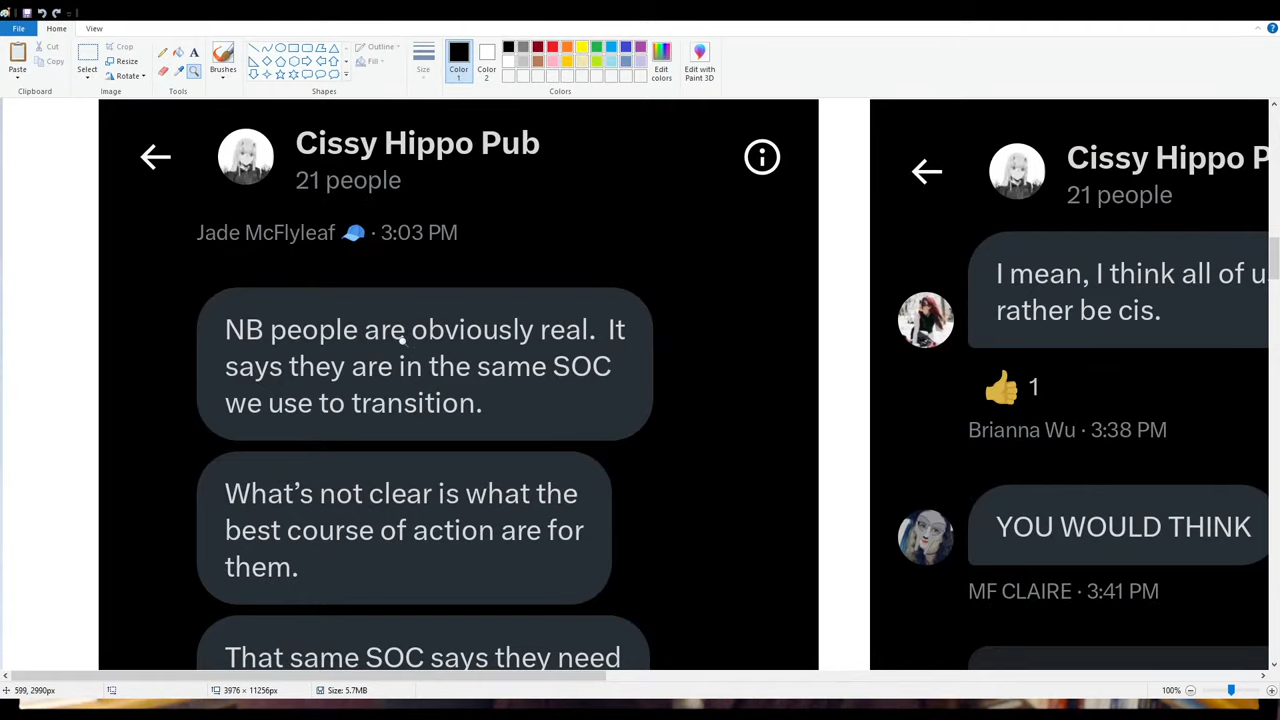 File
Home
View
Paste
Cut
Copy
Clipboard
Select
Crop
Resize
Rotate
Image
A
Tools
Brushes
Outline
Fill
Shapes
Size
Color
1
Color
2
Edit
colors
Edit with
Paint 3D
Colors
Cissy Hippo Pub
21 people
Jade McFlyleaf · 3:03 PM
NB people are obviously real. It
says they are in the same SOC
we use to transition.
What's not clear is what the
best course of action are for
them.
That same SOC says they need
Cissy Hippo P
21 people
I mean, I think all of u
rather be cis.
1
Brianna Wu · 3:38 PM
YOU WOULD THINK
MF CLAIRE · 3:41 PM
599, 2990px
3976 × 11256px
Size: 5.7MB
100%